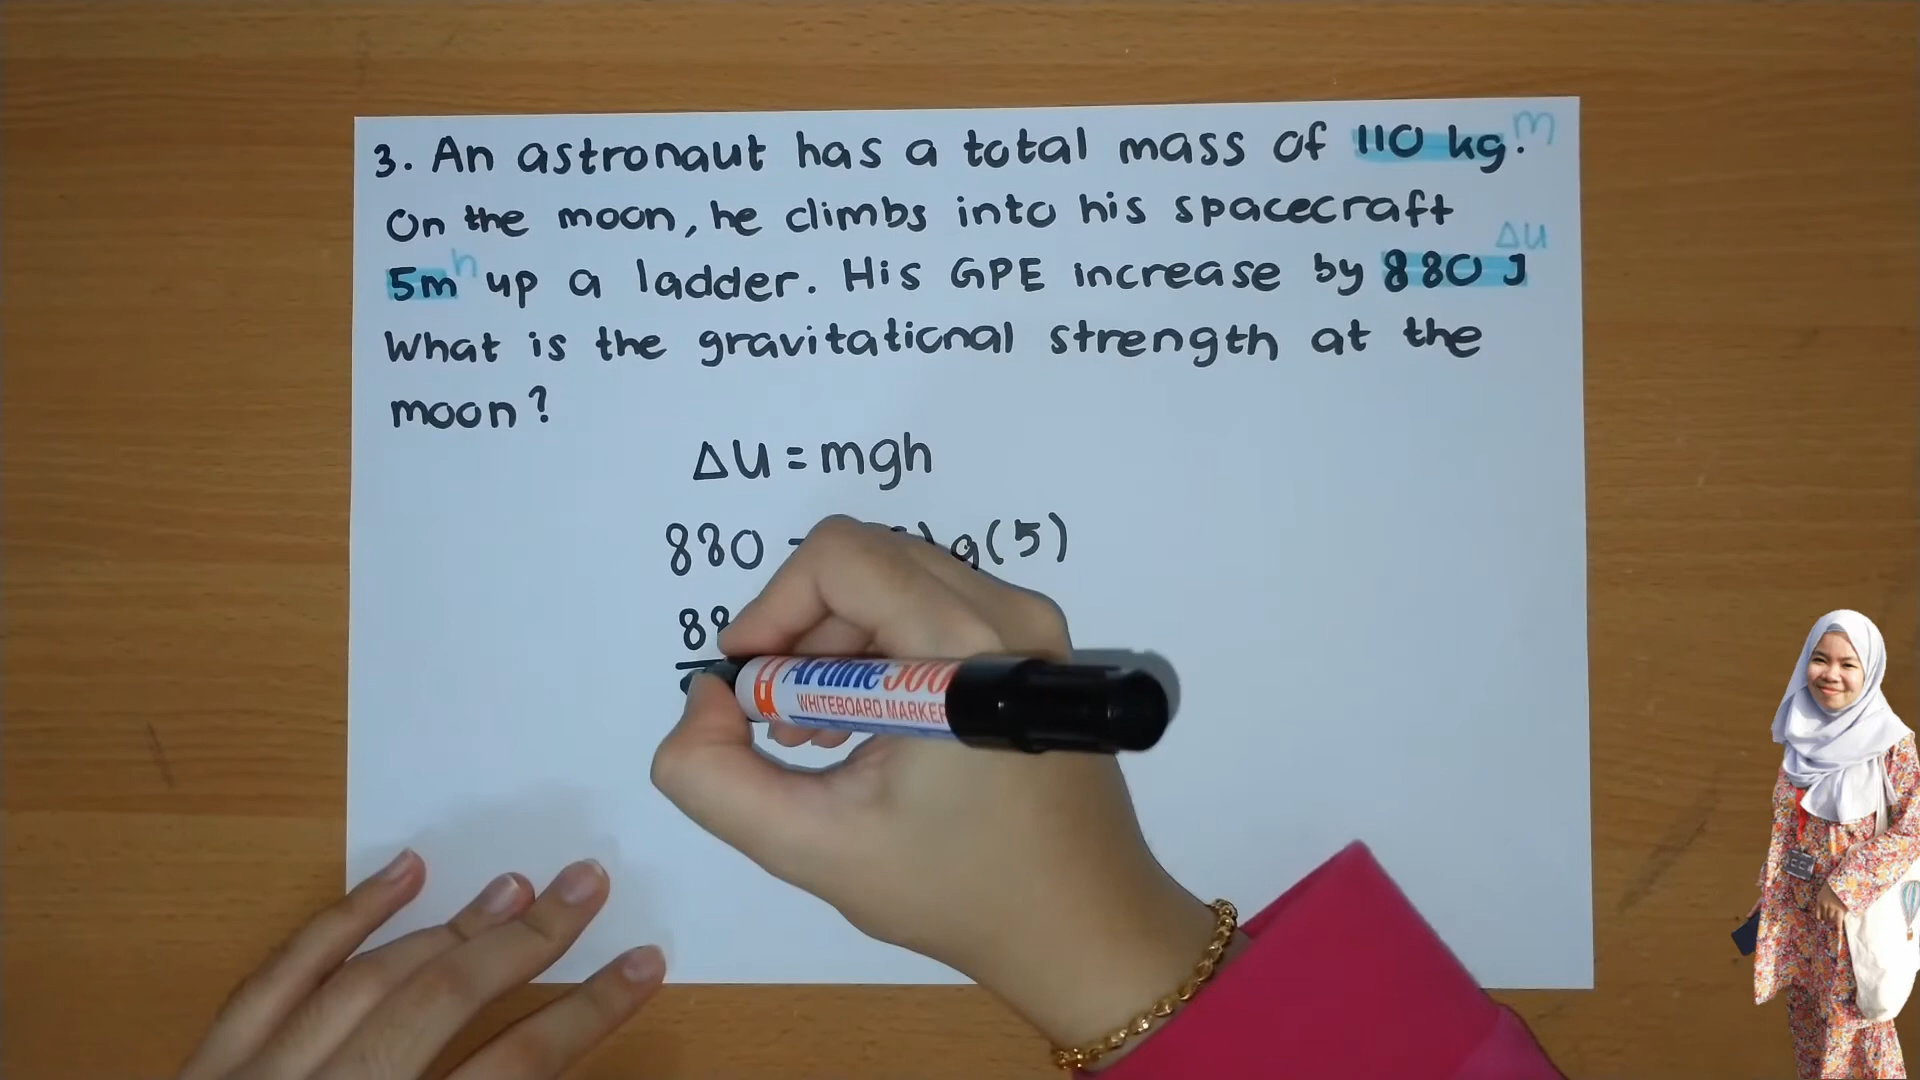 3. An astronaut has a total mass of 110 kg. m
On the moon, he climbs into his spacecraft
5m h up a ladder. His GPE increase by 880 J ΔU
What is the gravitational strength at the
moon?
ΔU = mgh
880 = g(5)
88
Artline 500
WHITEBOARD MARKER